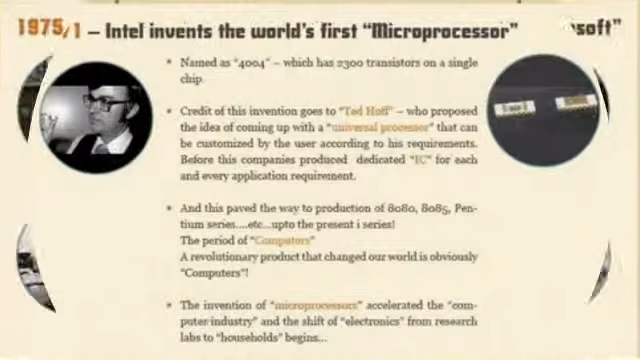 1975/1 – Intel invents the world's first "Microprocessor"
soft"
Named as "4004" – which has 2300 transistors on a single
chip.
Credit of this invention goes to "Ted Hoff" – who proposed
the idea of coming up with a "universal processor" that can
be customized by the user according to his requirements.
Before this companies produced dedicated "IC" for each
and every application requirement.
And this paved the way to production of 8080, 8085, Pen-
tium series....etc...upto the present i series!
The period of "Computers"
A revolutionary product that changed our world is obviously
"Computers"!
The invention of "microprocessors" accelerated the "com-
puter industry" and the shift of "electronics" from research
labs to "households" begins...